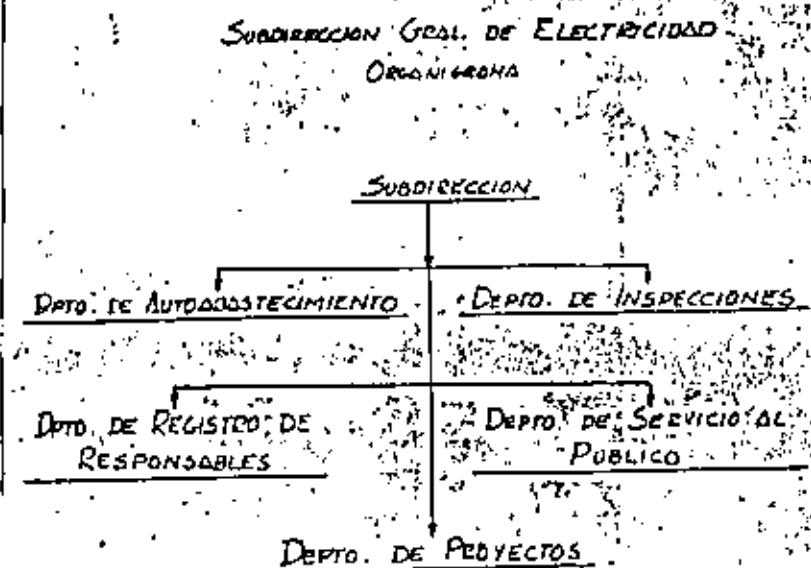 SUBDIRECCION GRAL. DE ELECTRICIDAD
ORGANIGRAMA
SUBDIRECCION
DPTO. DE AUTOABASTECIMIENTO
DEPTO. DE INSPECCIONES
DPTO. DE REGISTRO DE
RESPONSABLES
DEPTO. DE SERVICIO AL
PUBLICO
DEPTO. DE PROYECTOS